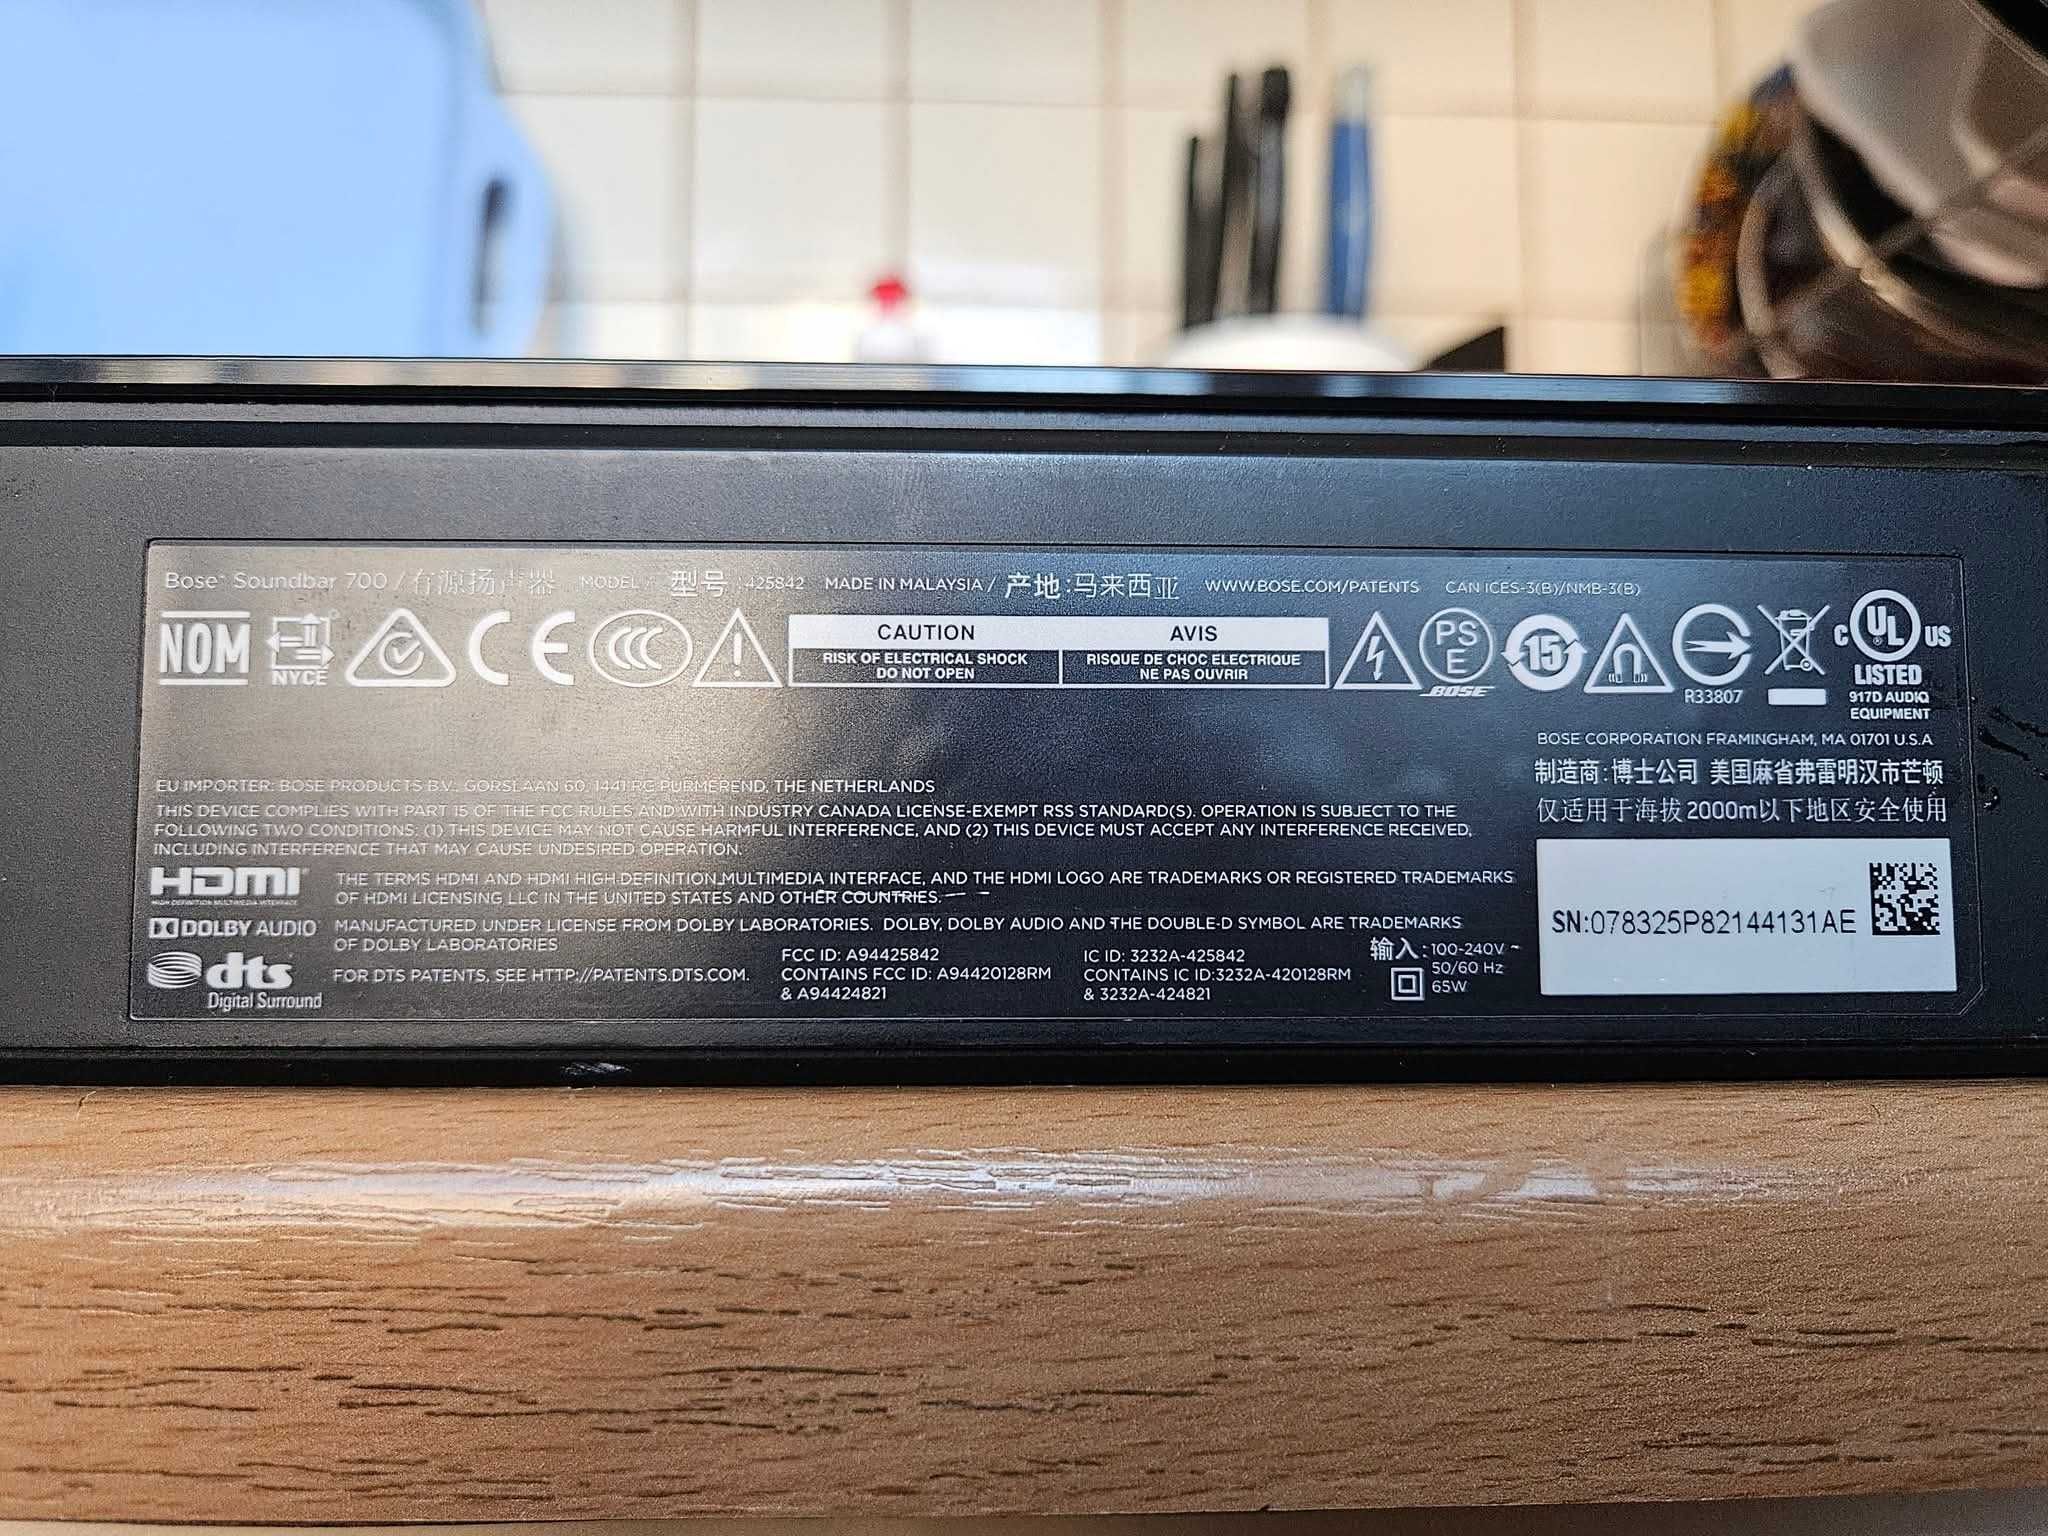 Bose® Soundbar 700 / 有源扬声器 MODEL / 型号 :425842 MADE IN MALAYSIA / 产地:马来西亚 WWW.BOSE.COM/PATENTS CAN ICES-3(B)/NMB-3(B)
NOM
NYCE
CE
CCC
CAUTION
RISK OF ELECTRICAL SHOCK
DO NOT OPEN
AVIS
RISQUE DE CHOC ELECTRIQUE
NE PAS OUVRIR
PS
E
BOSE
15
R33807
C UL US
®
LISTED
917D AUDIO
EQUIPMENT
BOSE CORPORATION FRAMINGHAM, MA 01701 U.S.A
制造商:博士公司 美国麻省弗雷明汉市芒顿
仅适用于海拔2000m以下地区安全使用
EU IMPORTER: BOSE PRODUCTS B.V., GORSLAAN 60, 1441 RG PURMEREND, THE NETHERLANDS
THIS DEVICE COMPLIES WITH PART 15 OF THE FCC RULES AND WITH INDUSTRY CANADA LICENSE-EXEMPT RSS STANDARD(S). OPERATION IS SUBJECT TO THE
FOLLOWING TWO CONDITIONS: (1) THIS DEVICE MAY NOT CAUSE HARMFUL INTERFERENCE, AND (2) THIS DEVICE MUST ACCEPT ANY INTERFERENCE RECEIVED,
INCLUDING INTERFERENCE THAT MAY CAUSE UNDESIRED OPERATION.
HDMI
HIGH-DEFINITION MULTIMEDIA INTERFACE
THE TERMS HDMI AND HDMI HIGH-DEFINITION MULTIMEDIA INTERFACE, AND THE HDMI LOGO ARE TRADEMARKS OR REGISTERED TRADEMARKS
OF HDMI LICENSING LLC IN THE UNITED STATES AND OTHER COUNTRIES.
DOLBY AUDIO
MANUFACTURED UNDER LICENSE FROM DOLBY LABORATORIES. DOLBY, DOLBY AUDIO AND THE DOUBLE-D SYMBOL ARE TRADEMARKS
OF DOLBY LABORATORIES
dts
Digital Surround
FOR DTS PATENTS, SEE HTTP://PATENTS.DTS.COM.
FCC ID: A94425842
CONTAINS FCC ID: A94420128RM
& A94424821
IC ID: 3232A-425842
CONTAINS IC ID:3232A-420128RM
& 3232A-424821
输入:100-240V ~
50/60 Hz
65W
SN:078325P82144131AE